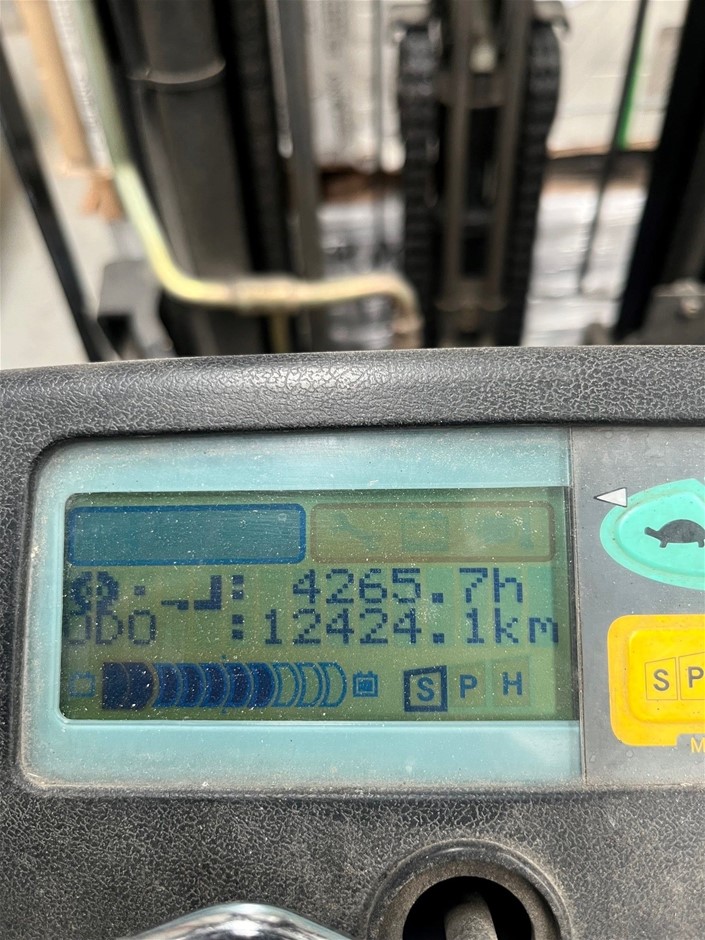 : 4265.7h
ODO :12424.1km
S P H
S P
M